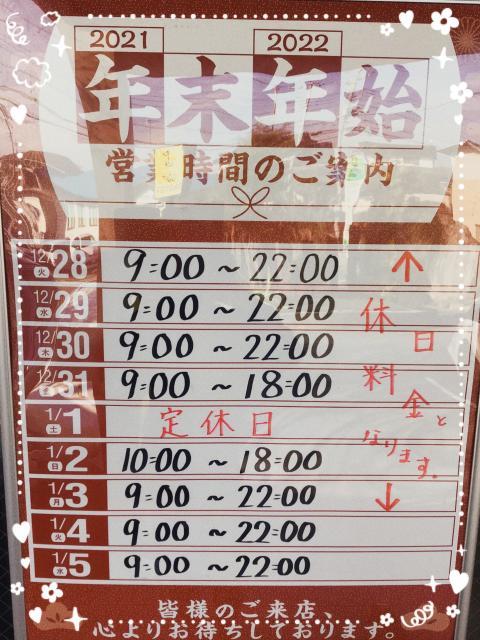 2021 2022
年末年始
営業時間のご案内
12/28 火 9:00 ~ 22:00
12/29 水 9:00 ~ 22:00
12/30 木 9:00 ~ 22:00
12/31 9:00 ~ 18:00
1/1 土 定休日
1/2 日 10:00 ~ 18:00
1/3 月 9:00 ~ 22:00
1/4 火 9:00 ~ 22:00
1/5 水 9:00 ~ 22:00
↑
休日
料金と
なります。
↓
皆様のご来店、
心よりお待ちしております。